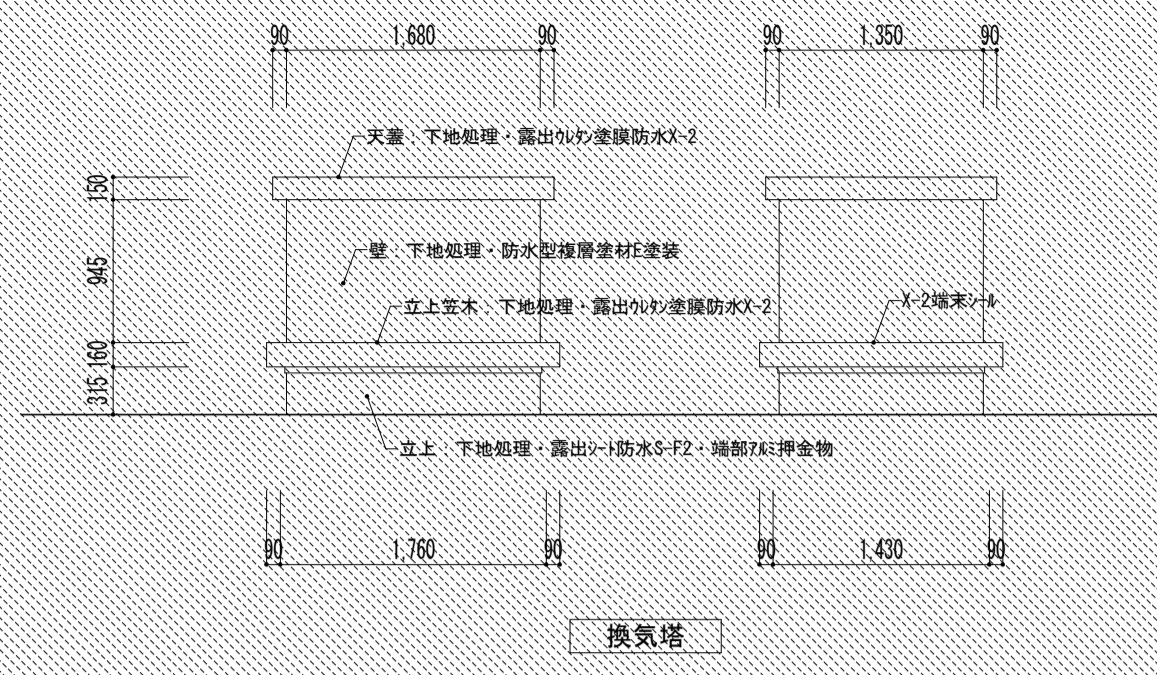 90 1,680 90 90 1,350 90
天蓋：下地処理・露出ｳﾚﾀﾝ塗膜防水X-2
150
壁：下地処理・防水型複層塗材E塗装
945
立上笠木：下地処理・露出ｳﾚﾀﾝ塗膜防水X-2 X-2端末ｼｰﾙ
160
315
立上：下地処理・露出ｼｰﾄ防水S-F2・端部ｱﾙﾐ押金物
90 1,760 90 90 1,430 90
換気塔